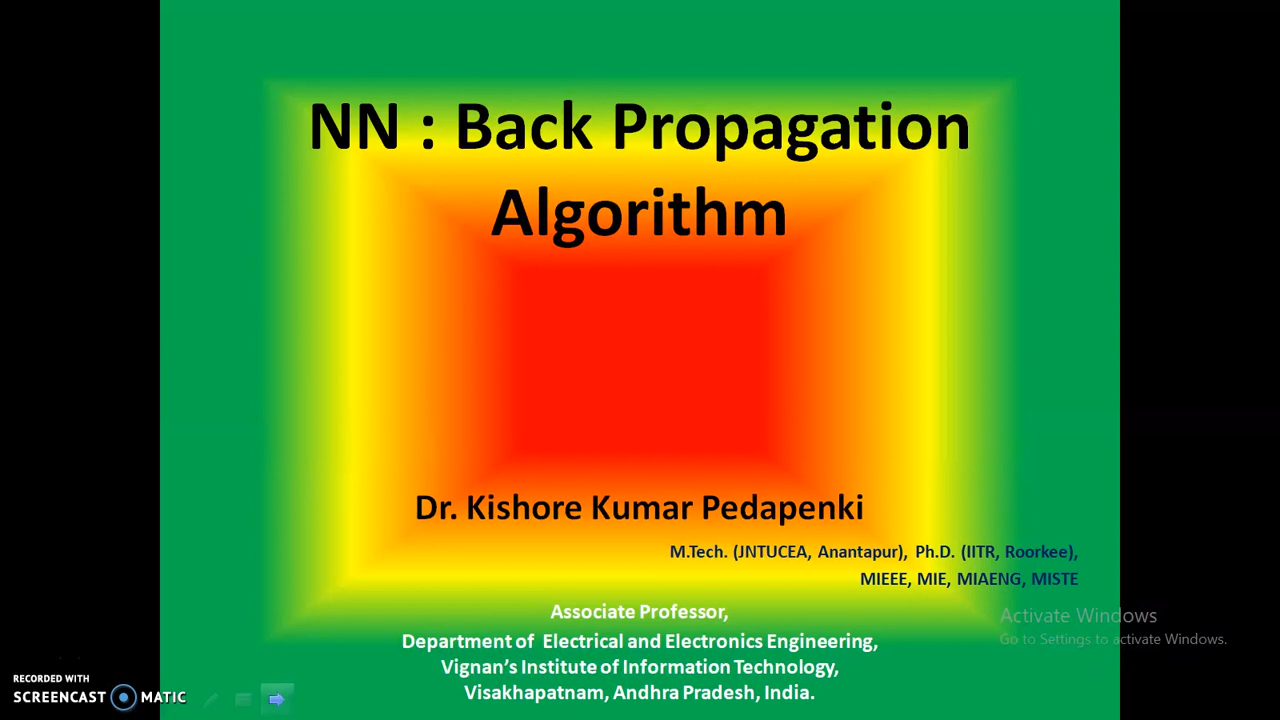 NN : Back Propagation
Algorithm
Dr. Kishore Kumar Pedapenki
M.Tech. (JNTUCEA, Anantapur), Ph.D. (IITR, Roorkee),
MIEEE, MIE, MIAENG, MISTE
Associate Professor,
Department of Electrical and Electronics Engineering,
Vignan's Institute of Information Technology,
Visakhapatnam, Andhra Pradesh, India.
Activate Windows
Go to Settings to activate Windows.
RECORDED WITH
SCREENCAST MATIC